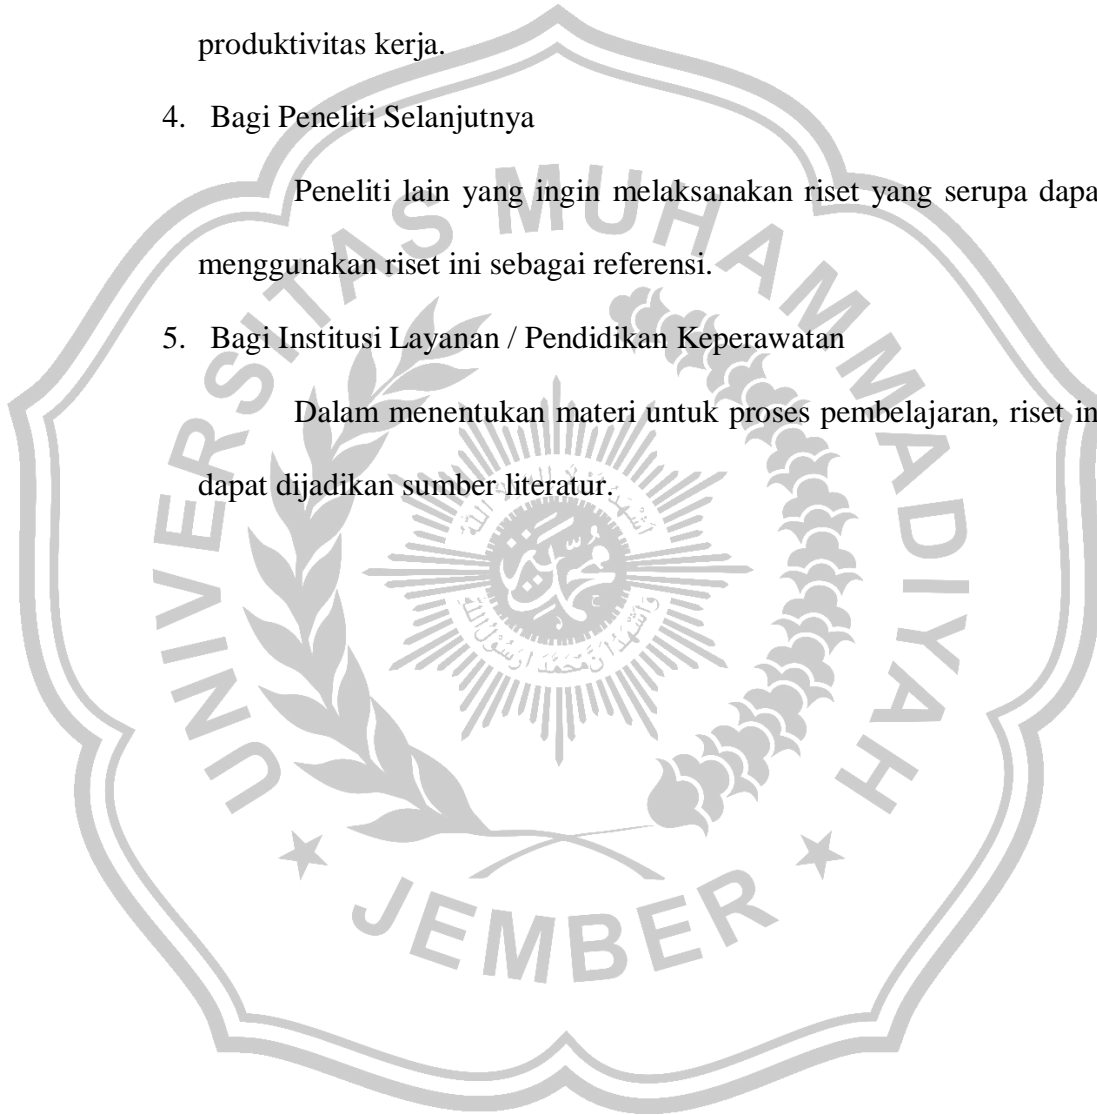 produktivitas kerja.
4. Bagi Peneliti Selanjutnya
Peneliti lain yang ingin melaksanakan riset yang serupa dapa
menggunakan riset ini sebagai referensi.
5. Bagi Institusi Layanan / Pendidikan Keperawatan
Dalam menentukan materi untuk proses pembelajaran, riset in
dapat dijadikan sumber literatur.
UNIVERSITAS MUHAMMADIYAH
JEMBER